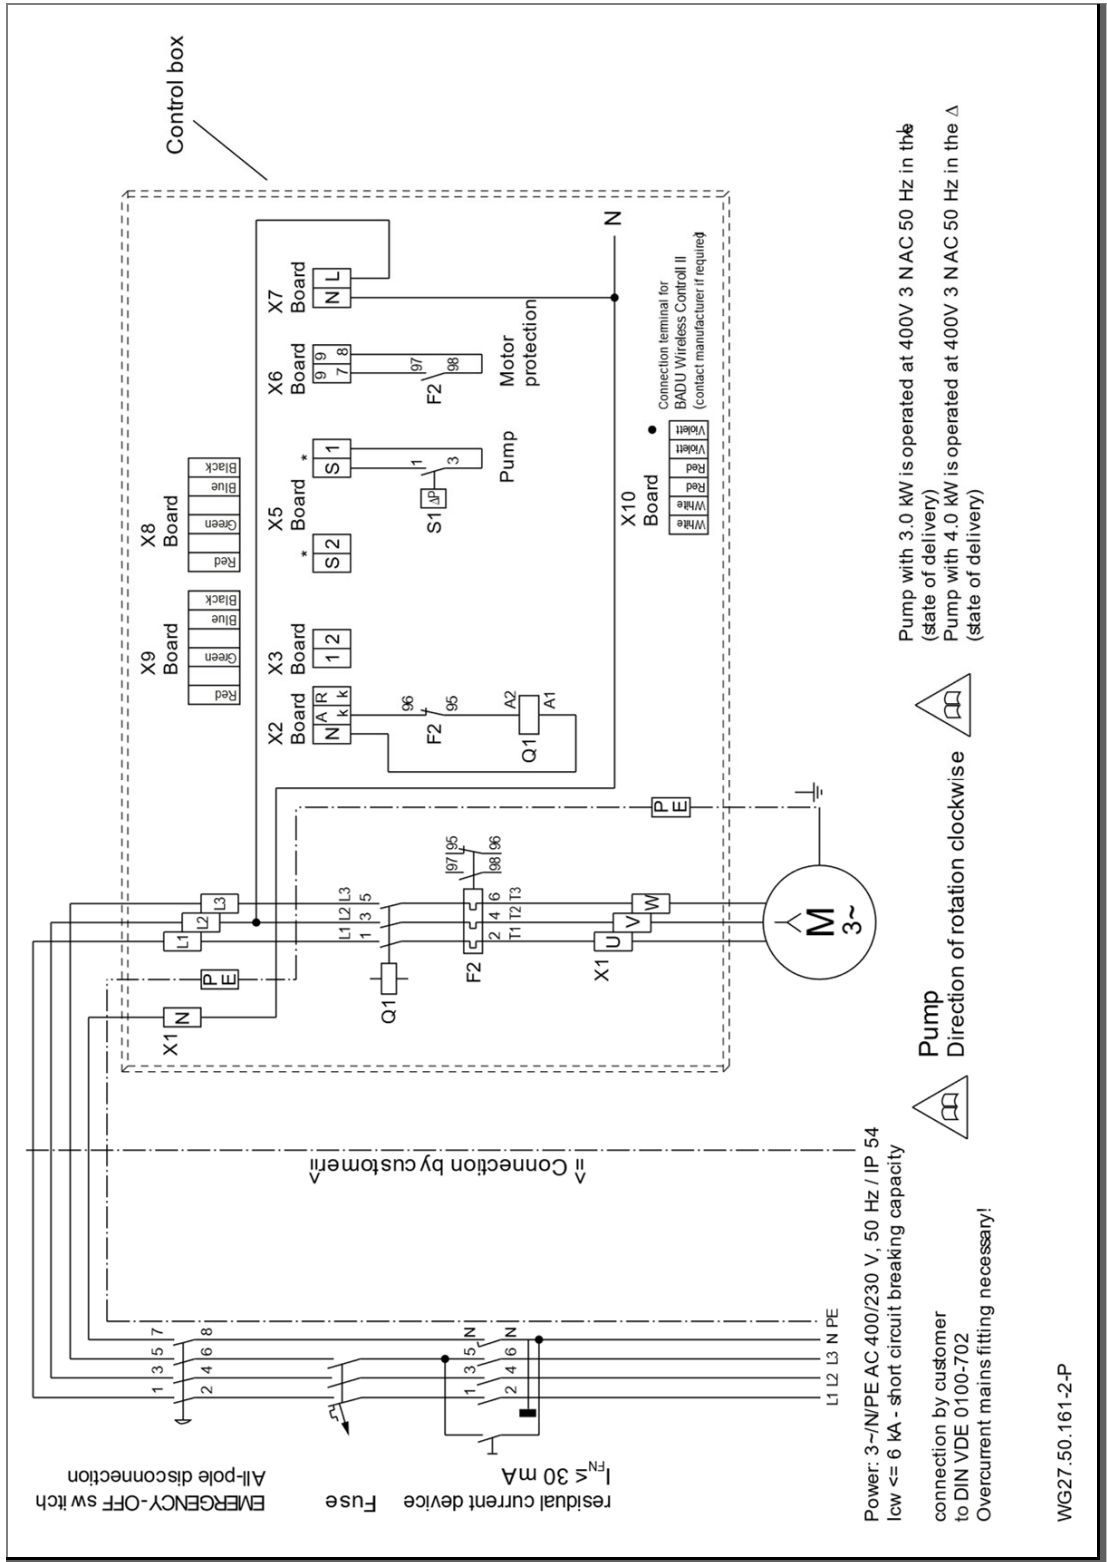 Control box
X9
Board
Red
Green
Blue
Black
X8
Board
Red
Green
Blue
Black
X2
Board
N
A
k
R
k
X3
Board
1 2
X5
Board
*
S 2
*
S 1
X6
Board
9 9
7 8
X7
Board
N L
96
F2
95
A2
Q1
A1
1
ΔP
S1
3
Pump
97
F2
98
Motor
protection
N
X10
Board
White
White
Red
Red
Violett
Violett
Connection terminal for
BADU Wireless Controll II
(contact manufacturer if required)
X1
N
P
E
L1
L2
L3
L1 L2 L3
1 3 5
Q1
97 95
98 96
F2
2 4 6
T1 T2 T3
X1
U
V
W
P
E
M
3~
EMERGENCY-OFF switch
All-pole disconnection
1 3 5 7
2 4 6 8
Fuse
residual current device
IFN ≤ 30 mA
1 3 5 N
2 4 6 N
L1 L2 L3 N PE
<= Connection by customer =>
Power: 3~/N/PE AC 400/230 V, 50 Hz / IP 54
Icw <= 6 kA - short circuit breaking capacity
connection by customer
to DIN VDE 0100-702
Overcurrent mains fitting necessary!
Pump
Direction of rotation clockwise
Pump with 3.0 kW is operated at 400V 3 N AC 50 Hz in the
(state of delivery)
Pump with 4.0 kW is operated at 400V 3 N AC 50 Hz in the Δ
(state of delivery)
WG27.50.161-2-P